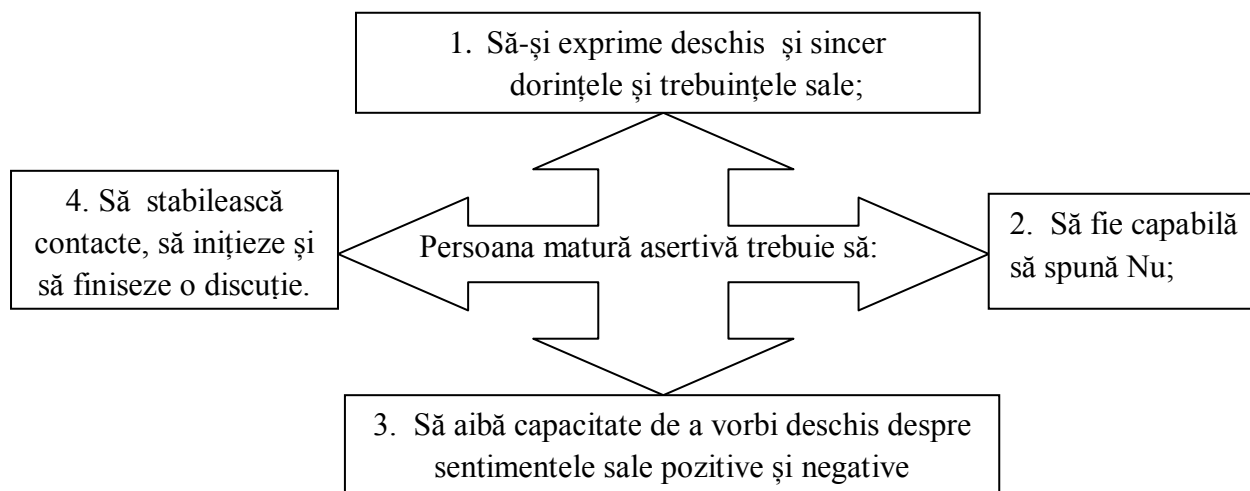 1. Să-și exprime deschis și sincer
dorințele și trebuințele sale;
4. Să stabilească
contacte, să inițieze și
să finiseze o discuție.
Persoana matură asertivă trebuie să:
2. Să fie capabilă
să spună Nu;
3. Să aibă capacitate de a vorbi deschis despre
sentimentele sale pozitive și negative